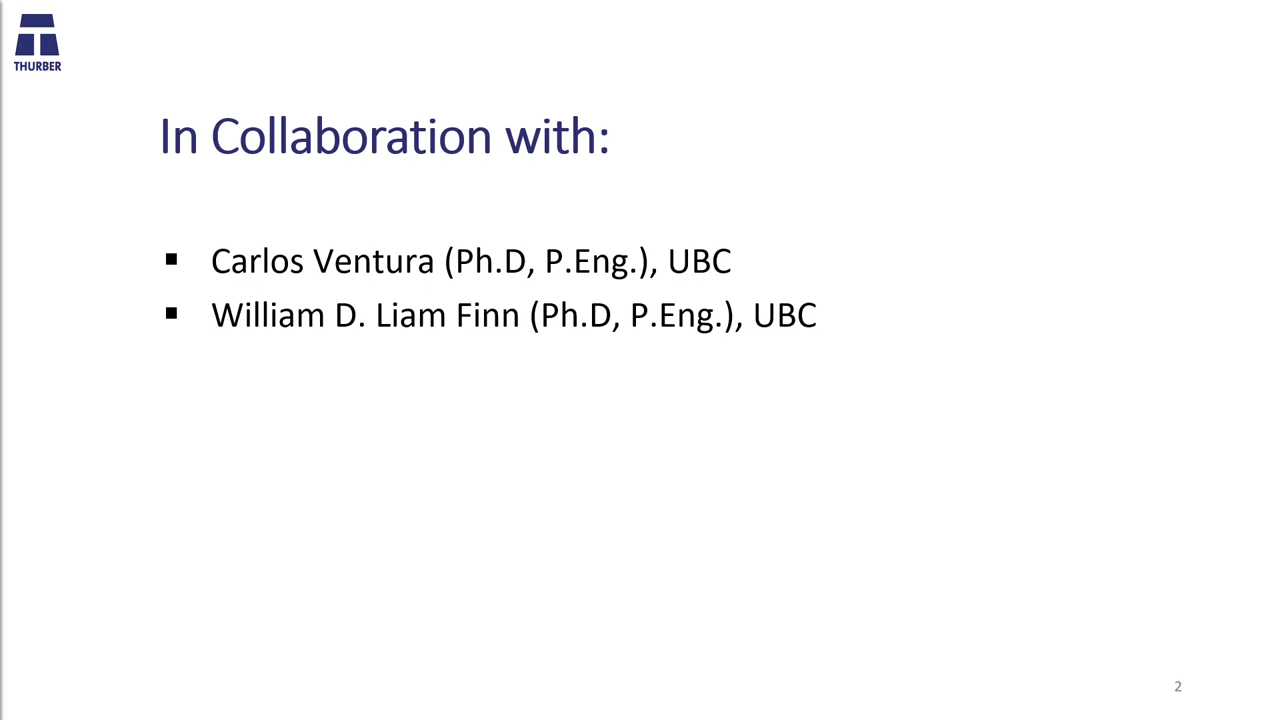 THURBER
In Collaboration with:
▪ Carlos Ventura (Ph.D, P.Eng.), UBC
▪ William D. Liam Finn (Ph.D, P.Eng.), UBC
2